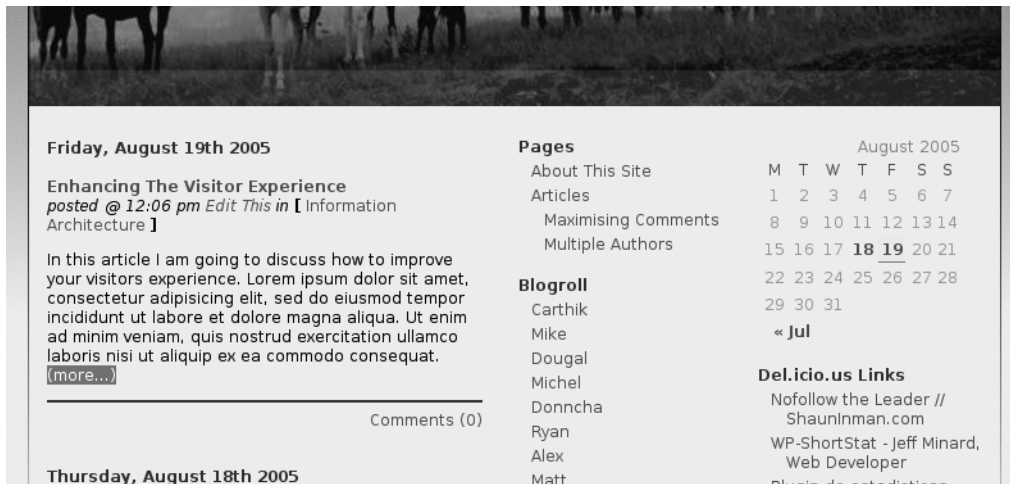 Friday, August 19th 2005
Enhancing The Visitor Experience
posted @ 12:06 pm Edit This in [ Information
Architecture ]
In this article I am going to discuss how to improve
your visitors experience. Lorem ipsum dolor sit amet,
consectetur adipisicing elit, sed do eiusmod tempor
incididunt ut labore et dolore magna aliqua. Ut enim
ad minim veniam, quis nostrud exercitation ullamco
laboris nisi ut aliquip ex ea commodo consequat.
(more...)
Comments (0)
Thursday, August 18th 2005
Pages
About This Site
Articles
Maximising Comments
Multiple Authors
Blogroll
Carthik
Mike
Dougal
Michel
Donncha
Ryan
Alex
Matt
August 2005
M T W T F S S
1 2 3 4 5 6 7
8 9 10 11 12 13 14
15 16 17 18 19 20 21
22 23 24 25 26 27 28
29 30 31
« Jul
Del.icio.us Links
Nofollow the Leader //
ShaunInman.com
WP-ShortStat - Jeff Minard,
Web Developer
Plugin de estadisticas